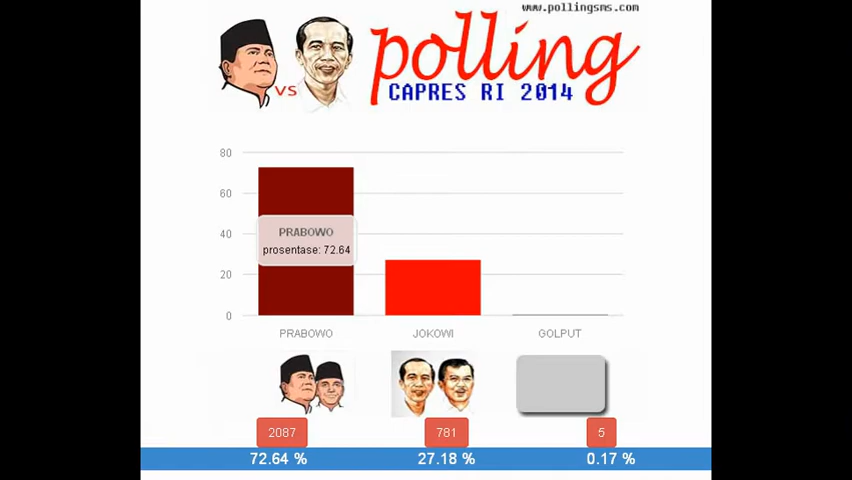 www.pollingsms.com
polling
VS
CAPRES RI 2014
80
60
40
20
0
PRABOWO
prosentase: 72.64
PRABOWO JOKOWI GOLPUT
2087 781 5
72.64 % 27.18 % 0.17 %